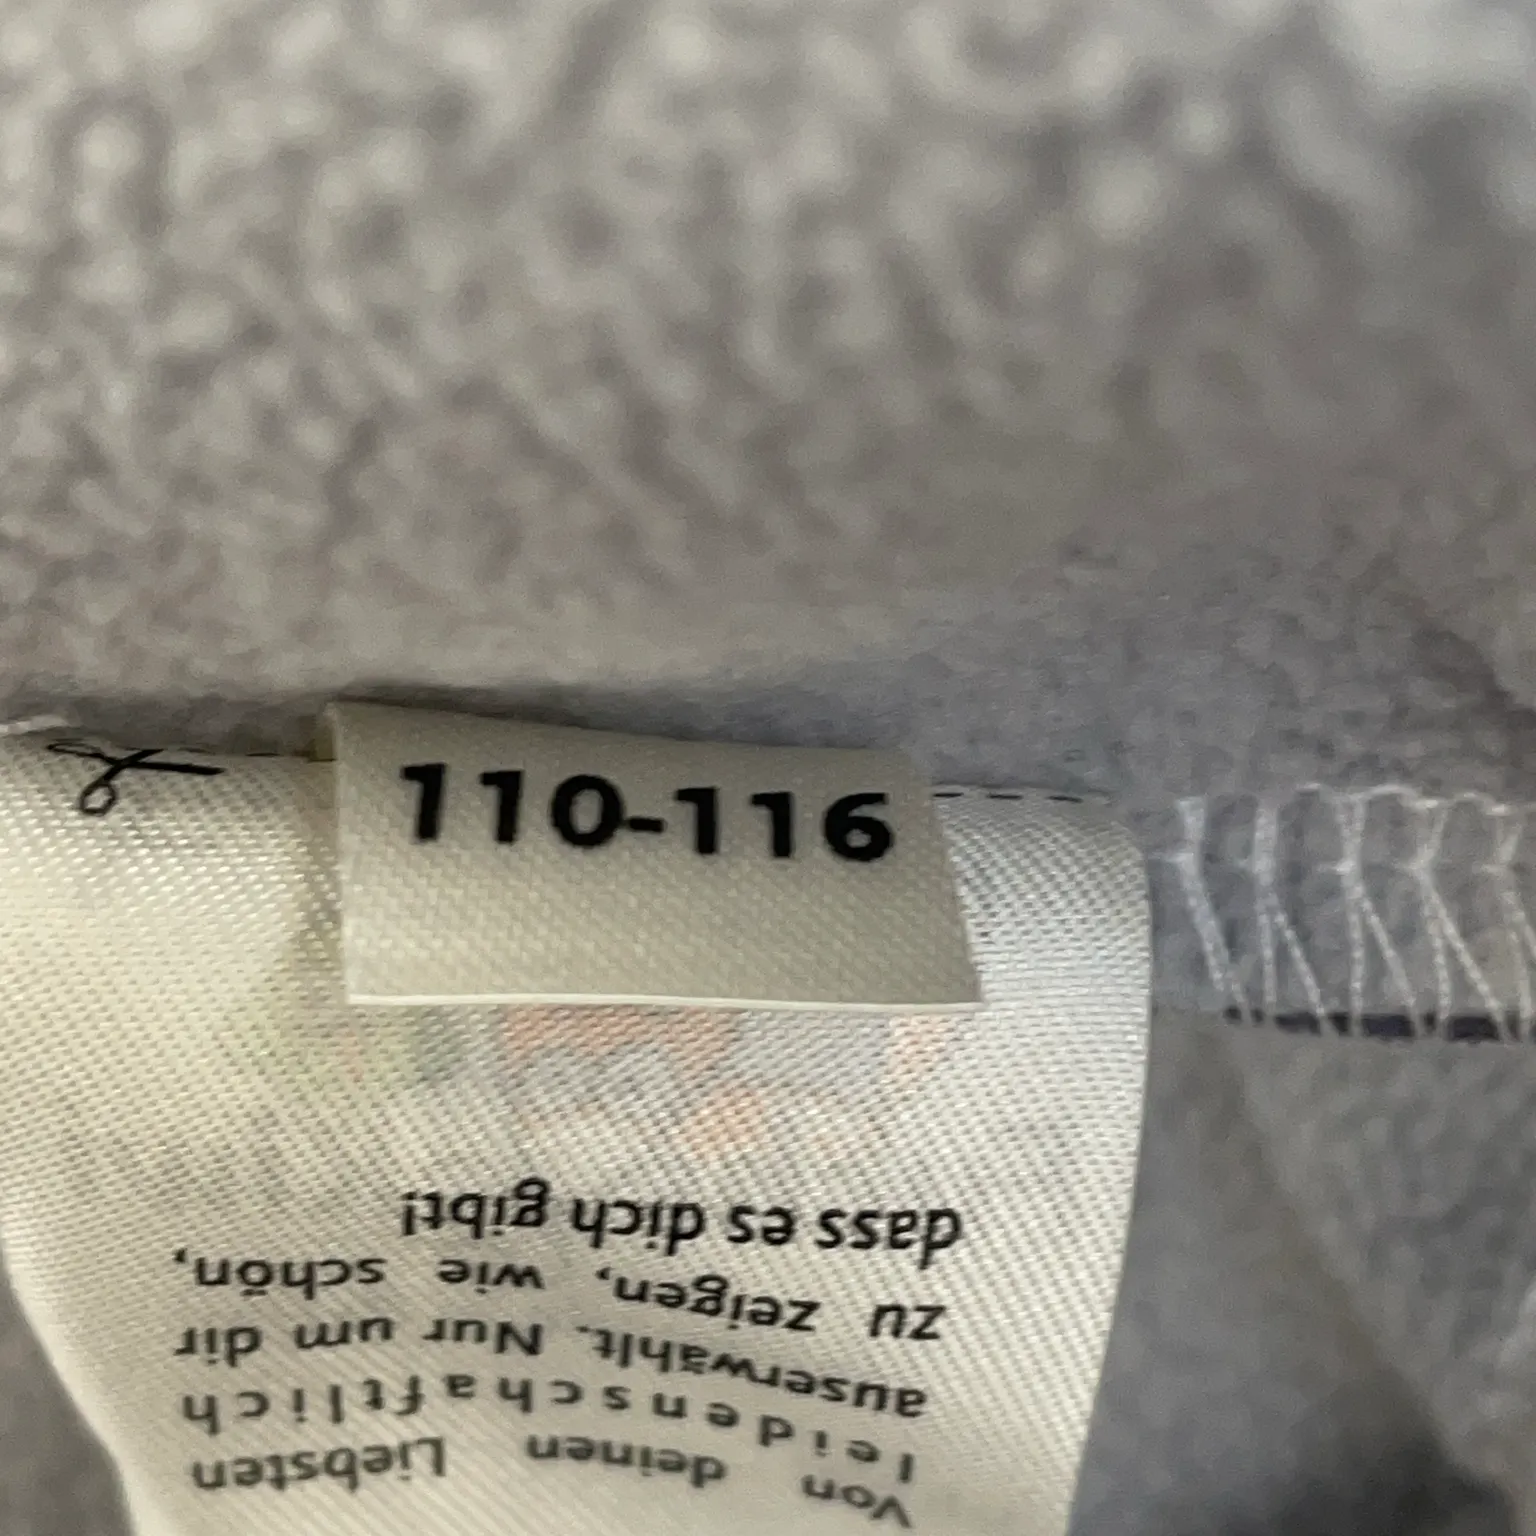 110-116
Von deinen Liebsten
leidenschaftlich
auserwählt. Nur um dir
zu zeigen, wie schön,
dass es dich gibt!